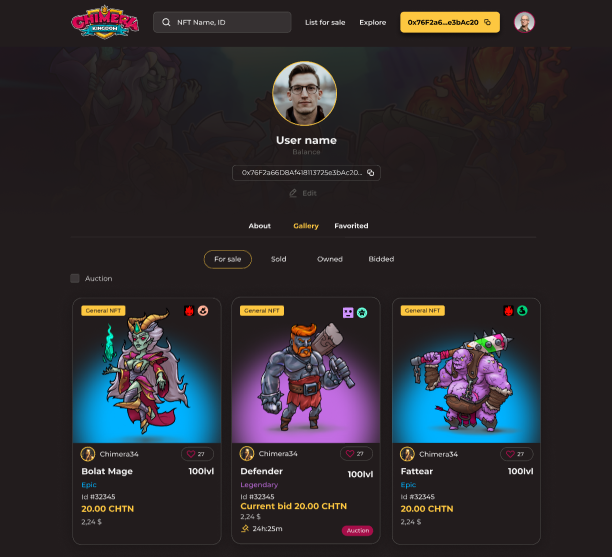 CHIMERA
KINGDOM
NFT Name, ID
List for sale
Explore
0x76F2a6...e3bAc20
User name
Balance
0x76F2a66D8Af418113725e3bAc20...
Edit
About
Gallery
Favorited
For sale
Sold
Owned
Bidded
Auction
General NFT
Chimera34
27
Bolat Mage
100lvl
Epic
Id #32345
20.00 CHTN
2,24 $
General NFT
Chimera34
27
Defender
100lvl
Legendary
Id #32345
Current bid 20.00 CHTN
2,24 $
24h:25m
Auction
General NFT
Chimera34
27
Fattear
100lvl
Epic
Id #32345
20.00 CHTN
2,24 $